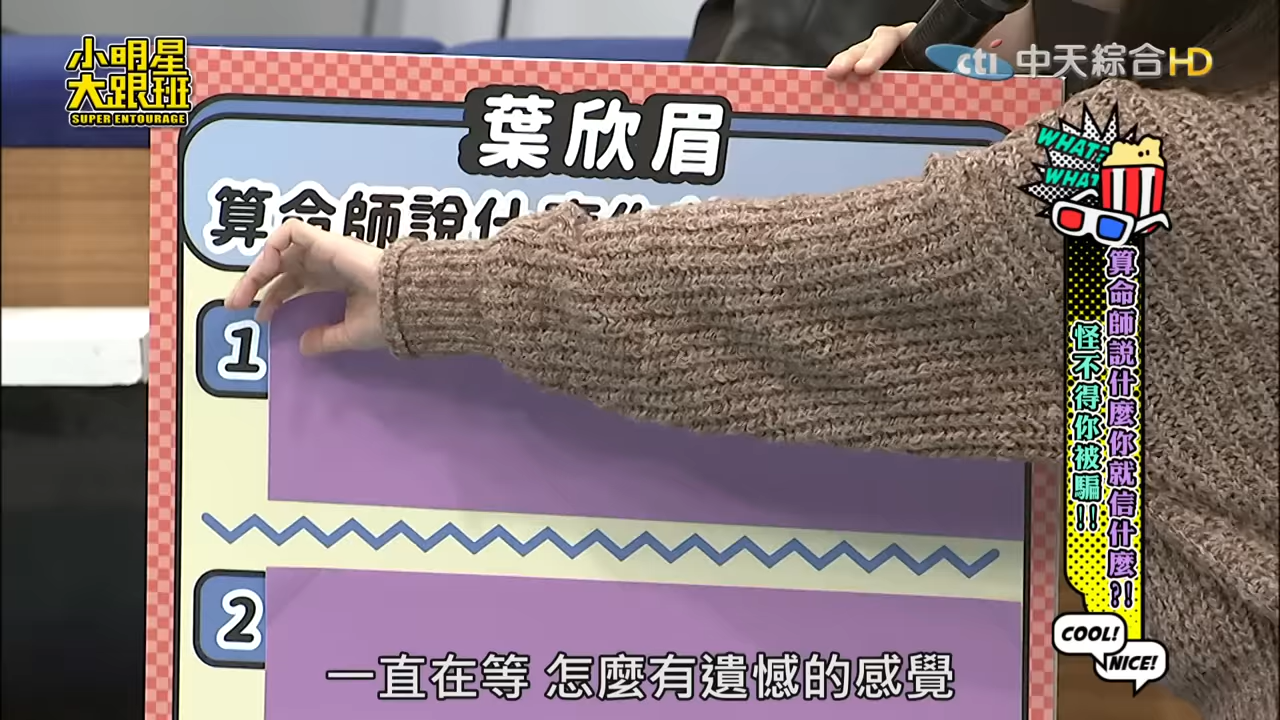 小明星
大跟班
SUPER ENTOURAGE
cti 中天綜合HD
葉欣眉
算命師說什麼
1
2
WHAT?
WHAT?
算命師說什麼你就信什麼?!
怪不得你被騙!!
COOL!
NICE!
一直在等 怎麼有遺憾的感覺